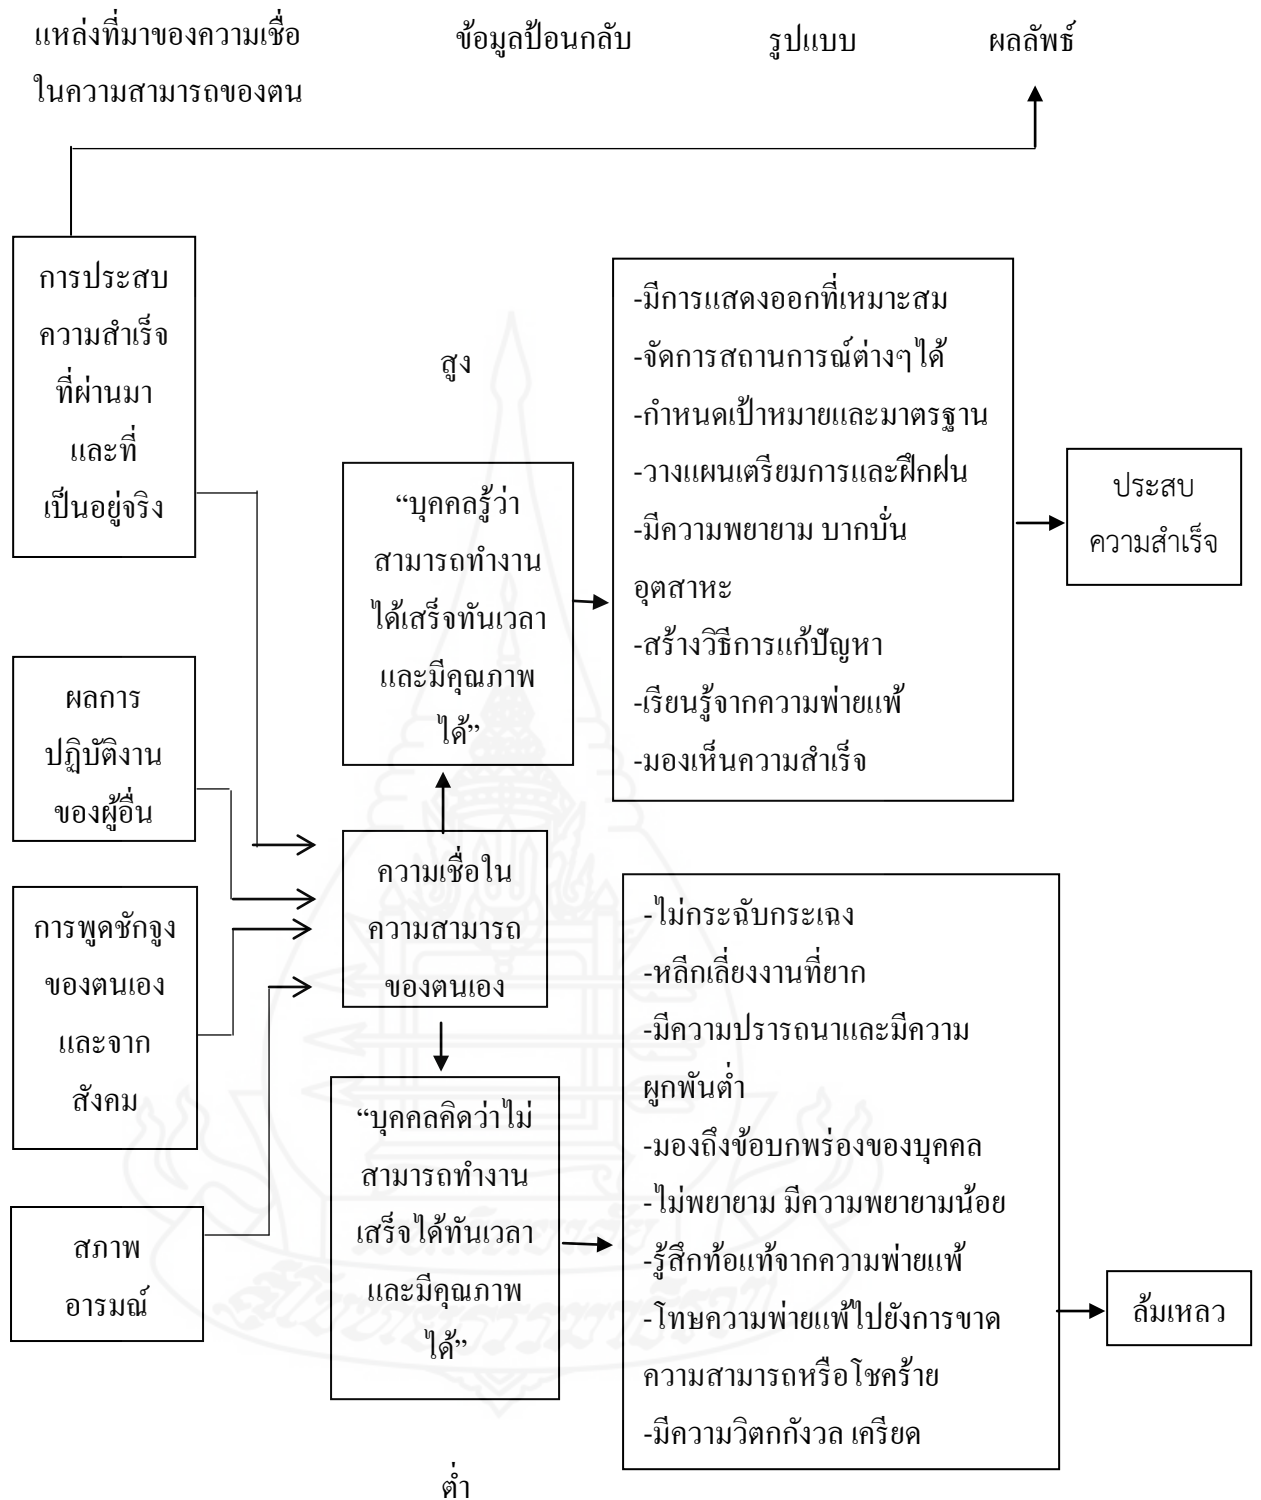 แหล่งที่มาของความเชื่อ
ในความสามารถของตน
ข้อมูลป้อนกลับ
รูปแบบ
ผลลัพธ์
การประสบ
ความสำเร็จ
ที่ผ่านมา
และที่
เป็นอยู่จริง
ผลการ
ปฏิบัติงาน
ของผู้อื่น
การพูดชักจูง
ของตนเอง
และจาก
สังคม
สภาพ
อารมณ์
สูง
“บุคคลรู้ว่า
สามารถทำงาน
ได้เสร็จทันเวลา
และมีคุณภาพ
ได้”
ความเชื่อใน
ความสามารถ
ของตนเอง
“บุคคลคิดว่าไม่
สามารถทำงาน
เสร็จได้ทันเวลา
และมีคุณภาพ
ได้”
ต่ำ
-มีการแสดงออกที่เหมาะสม
-จัดการสถานการณ์ต่างๆได้
-กำหนดเป้าหมายและมาตรฐาน
-วางแผนเตรียมการและฝึกฝน
-มีความพยายาม บากบั่น
อุตสาหะ
-สร้างวิธีการแก้ปัญหา
-เรียนรู้จากความพ่ายแพ้
-มองเห็นความสำเร็จ
ประสบ
ความสำเร็จ
-ไม่กระฉับกระเฉง
-หลีกเลี่ยงงานที่ยาก
-มีความปรารถนาและมีความ
ผูกพันต่ำ
-มองถึงข้อบกพร่องของบุคคล
-ไม่พยายาม มีความพยายามน้อย
-รู้สึกท้อแท้จากความพ่ายแพ้
-โทษความพ่ายแพ้ไปยังการขาด
ความสามารถหรือโชคร้าย
-มีความวิตกกังวล เครียด
ล้มเหลว